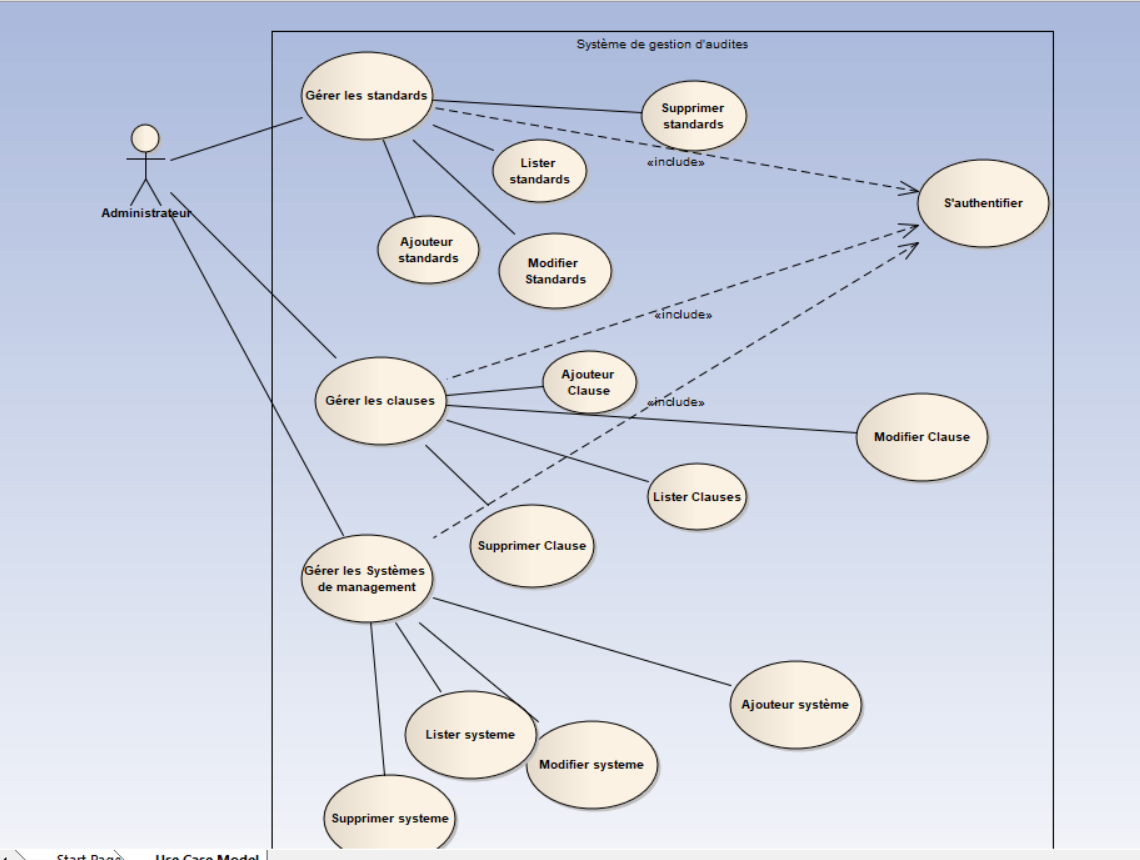 Système de gestion d'audites
Gérer les standards
Supprimer
standards
«include»
Lister
standards
S'authentifier
Administrateur
Ajouteur
standards
Modifier
Standards
«include»
Ajouteur
Clause
Gérer les clauses
«include»
Modifier Clause
Lister Clauses
Supprimer Clause
Gérer les Systèmes
de management
Ajouteur système
Lister systeme
Modifier systeme
Supprimer systeme
Start Page
Use Case Model